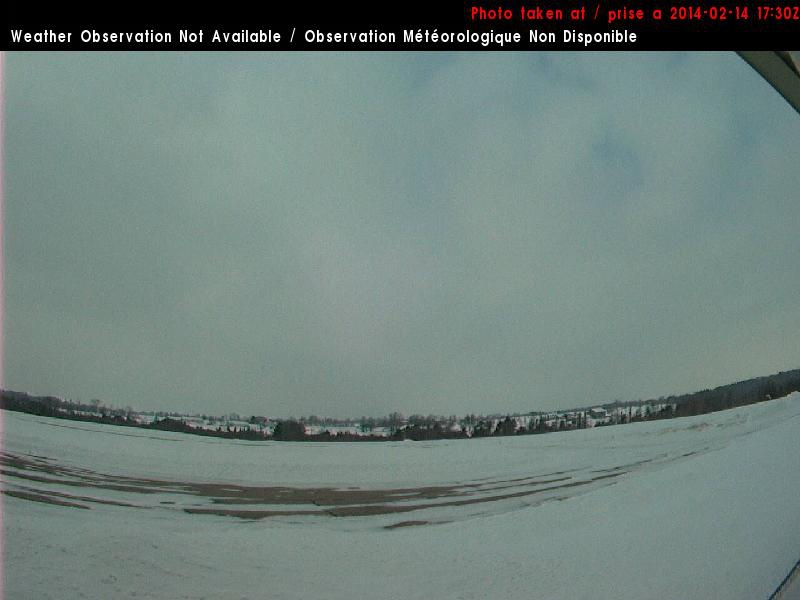 Photo taken at / prise a 2014-02-14 17:30Z
Weather Observation Not Available / Observation Météorologique Non Disponible